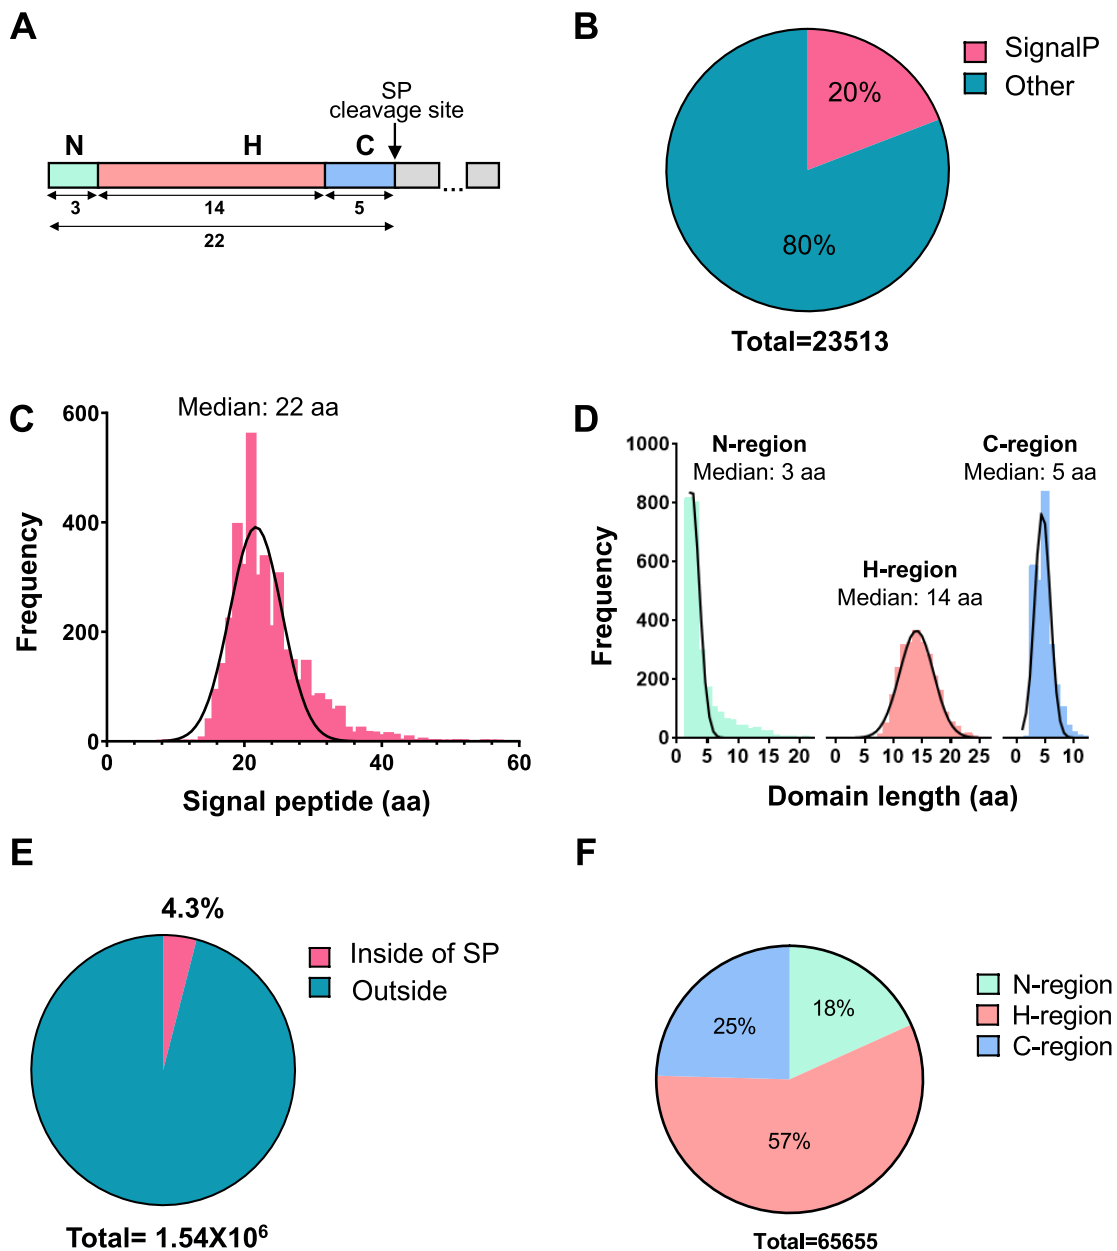 A
SP
cleavage site
N
H
C
...
3
14
5
22
B
SignalP
Other
20%
80%
Total=23513
C
Median: 22 aa
Frequency
600
400
200
0
0
20
40
60
Signal peptide (aa)
D
N-region
Median: 3 aa
H-region
Median: 14 aa
C-region
Median: 5 aa
Frequency
1000
800
600
400
200
0
0 5 10 15 20
0 5 10 15 20 25
0 5 10
Domain length (aa)
E
4.3%
Inside of SP
Outside
Total= 1.54X10⁶
F
N-region
H-region
C-region
18%
25%
57%
Total=65655